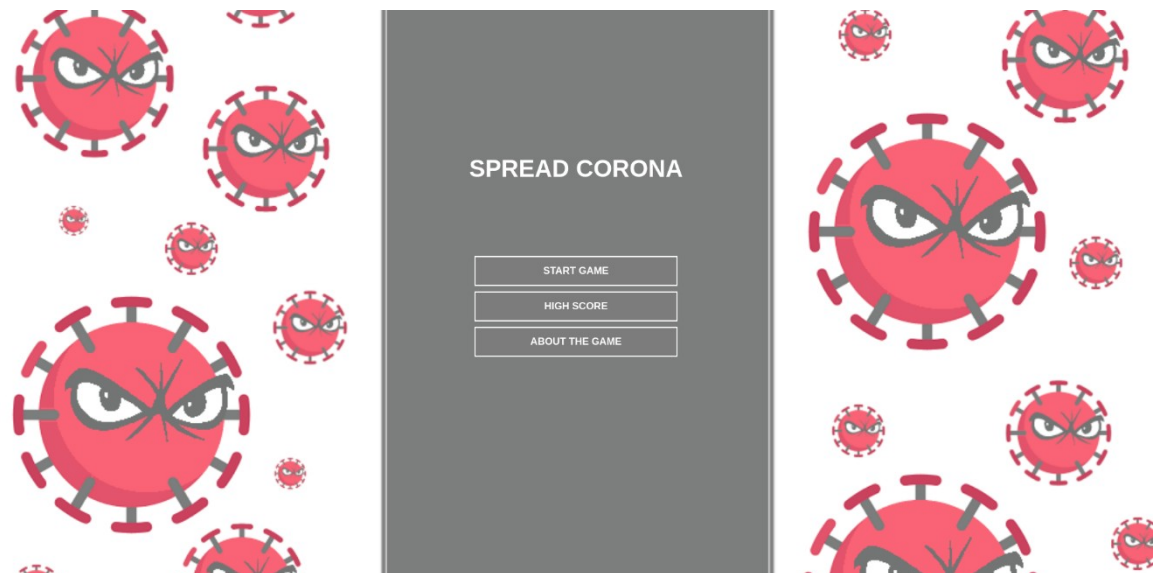 SPREAD CORONA
START GAME
HIGH SCORE
ABOUT THE GAME